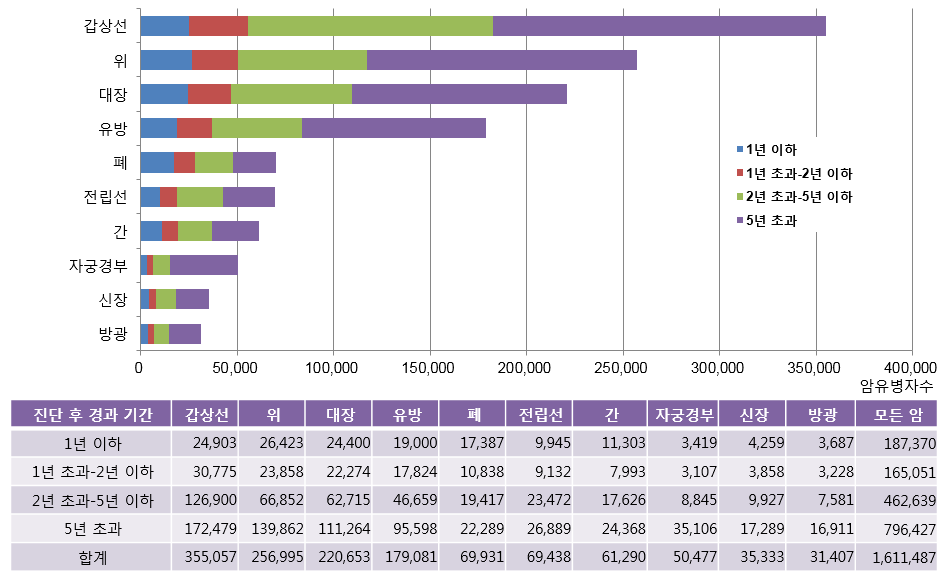 갑상선
위
대장
유방
폐
전립선
간
자궁경부
신장
방광
1년 이하
1년 초과-2년 이하
2년 초과-5년 이하
5년 초과
0 50,000 100,000 150,000 200,000 250,000 300,000 350,000 400,000
암유병자수
진단 후 경과 기간 갑상선 위 대장 유방 폐 전립선 간 자궁경부 신장 방광 모든 암
1년 이하 24,903 26,423 24,400 19,000 17,387 9,945 11,303 3,419 4,259 3,687 187,370
1년 초과-2년 이하 30,775 23,858 22,274 17,824 10,838 9,132 7,993 3,107 3,858 3,228 165,051
2년 초과-5년 이하 126,900 66,852 62,715 46,659 19,417 23,472 17,626 8,845 9,927 7,581 462,639
5년 초과 172,479 139,862 111,264 95,598 22,289 26,889 24,368 35,106 17,289 16,911 796,427
합계 355,057 256,995 220,653 179,081 69,931 69,438 61,290 50,477 35,333 31,407 1,611,487